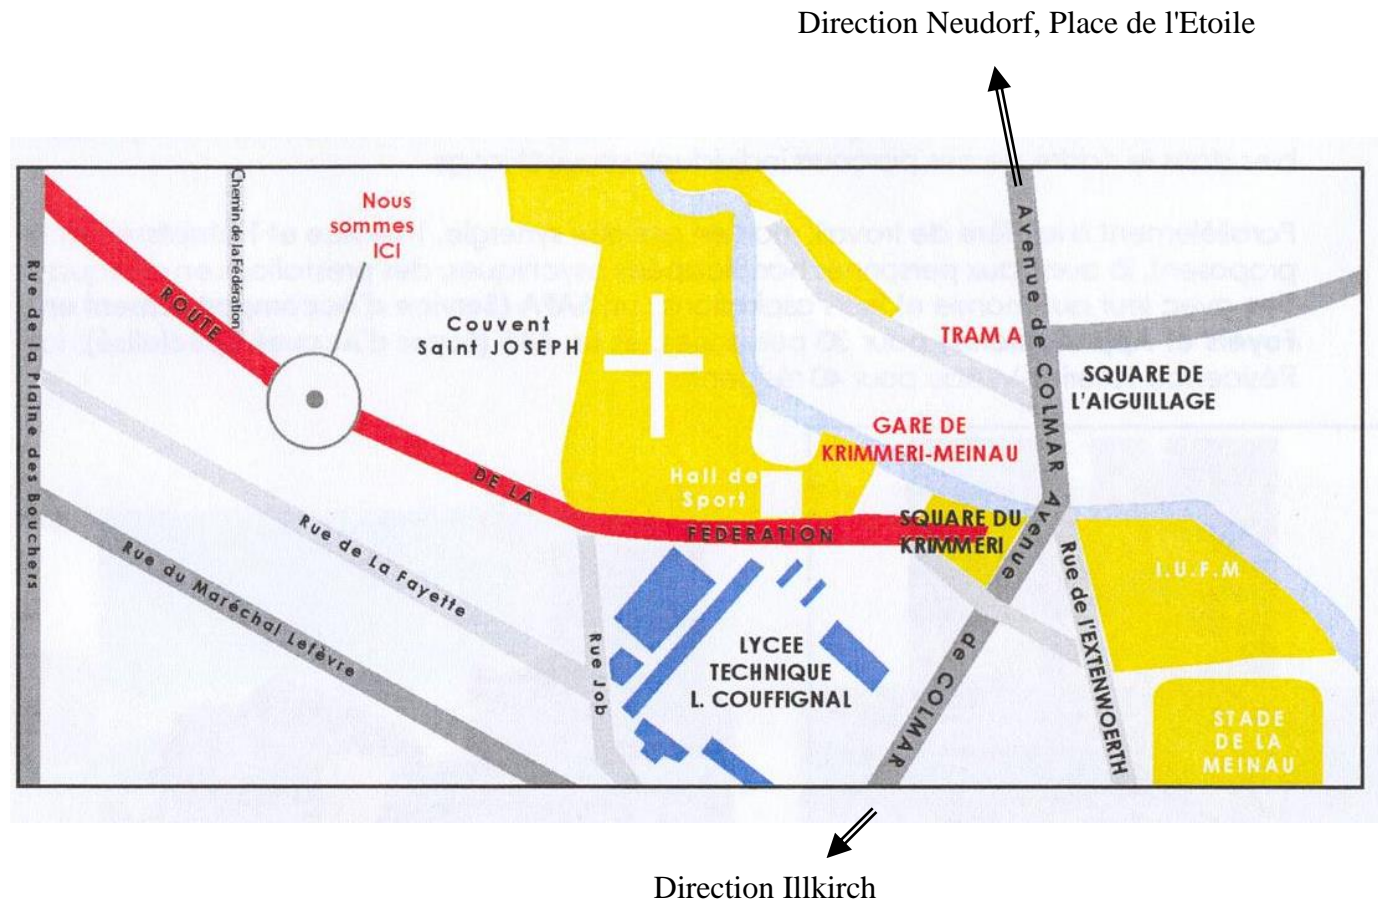 Direction Neudorf, Place de l'Etoile
Rue de la Plaine des Bouchers
Chemin de la Fédération
Nous
sommes
ICI
ROUTE
DE LA
FEDERATION
Couvent
Saint JOSEPH
Avenue de COLMAR
TRAM A
SQUARE DE
L'AIGUILLAGE
GARE DE
KRIMMERI-MEINAU
Hall de
Sport
SQUARE DU
KRIMMERI
Avenue de COLMAR
Rue de La Fayette
Rue du Maréchal Lefèvre
Rue Job
LYCEE
TECHNIQUE
L. COUFFIGNAL
Rue de l'EXTENWOERTH
I.U.F.M
STADE
DE LA
MEINAU
Direction Illkirch